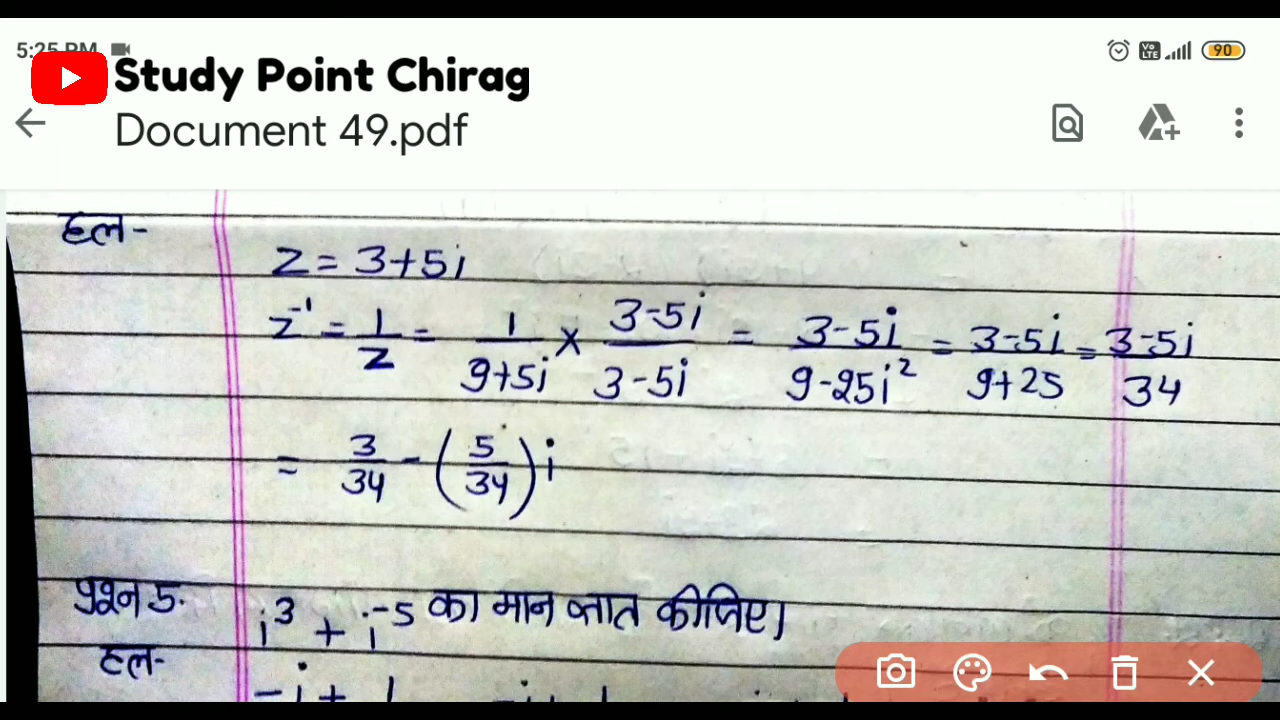 5:25 PM
90
Study Point Chirag
Document 49.pdf
हल-
z = 3+5i
z⁻¹ = 1/z = 1/9+5i × 3-5i/3-5i = 3-5i/9-25i² = 3-5i/9+25 = 3-5i/34
= 3/34 - (5/34)i
प्रश्न 5. i³ + i⁻⁵ का मान ज्ञात कीजिए।
हल-